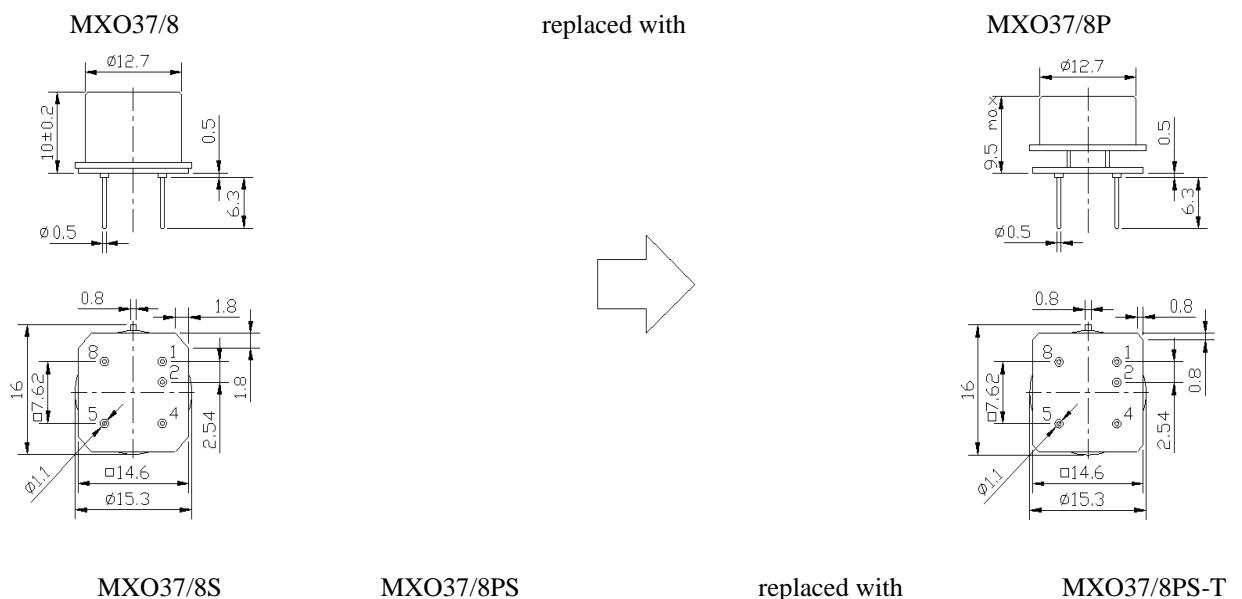 MXO37/8 replaced with MXO37/8P
ø12.7
10±0.2
0.5
6.3
ø0.5
ø12.7
9.5 max
0.5
6.3
ø0.5
0.8
1.8
1.8
16
□7.62
8
1
2
5
4
2.54
ø1.1
□14.6
ø15.3
0.8
0.8
0.8
16
□7.62
8
1
2
5
4
2.54
ø1.1
□14.6
ø15.3
MXO37/8S MXO37/8PS replaced with MXO37/8PS-T